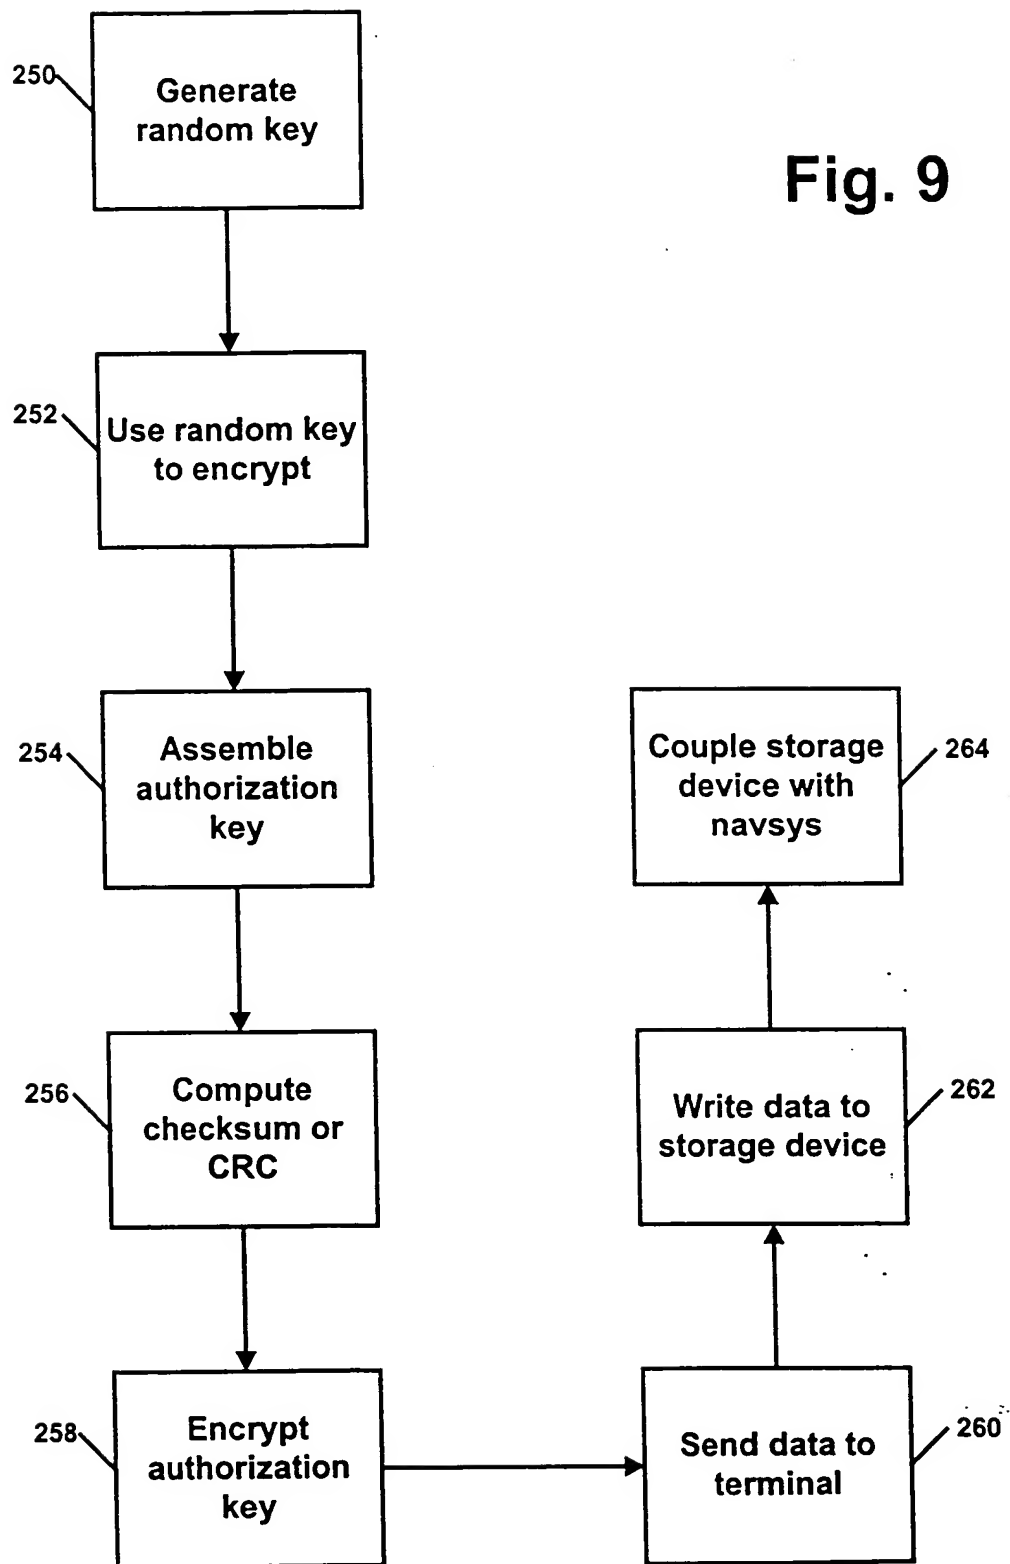 Fig. 9
250
Generate
random key
252
Use random key
to encrypt
254
Assemble
authorization
key
256
Compute
checksum or
CRC
258
Encrypt
authorization
key
260
Send data to
terminal
262
Write data to
storage device
264
Couple storage
device with
navsys